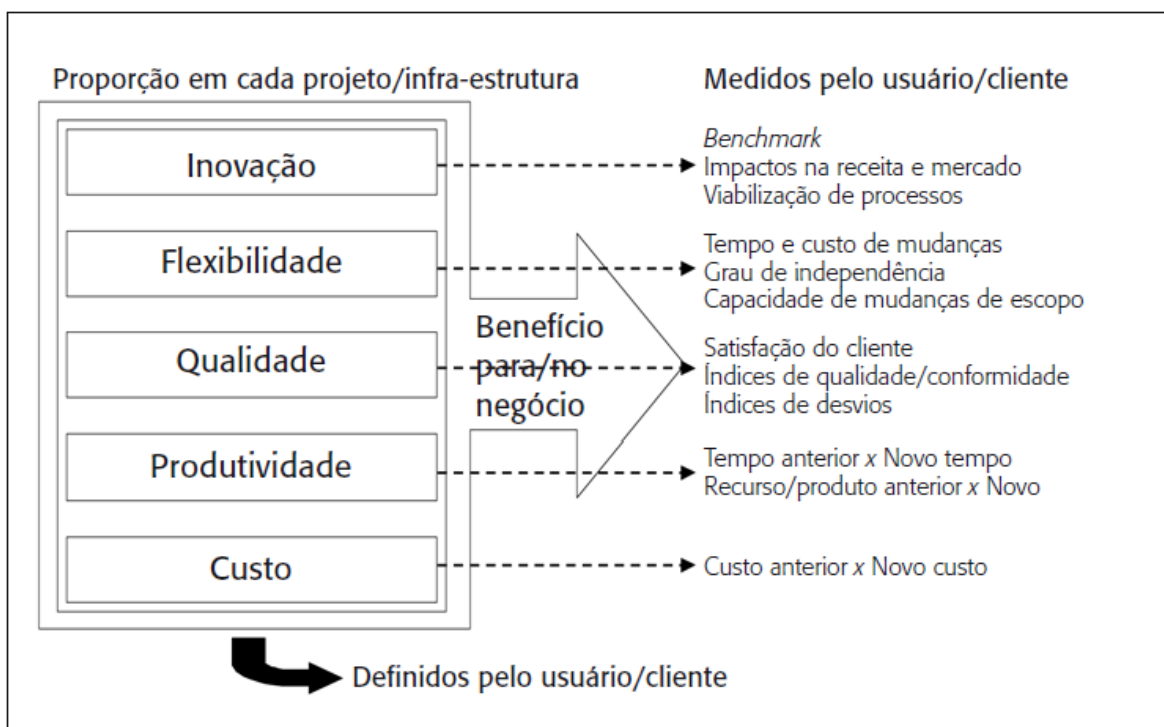 Proporção em cada projeto/infra-estrutura
Medidos pelo usuário/cliente
Inovação
Benchmark
Impactos na receita e mercado
Viabilização de processos
Flexibilidade
Tempo e custo de mudanças
Grau de independência
Capacidade de mudanças de escopo
Qualidade
Benefício
para/no
negócio
Satisfação do cliente
Índices de qualidade/conformidade
Índices de desvios
Produtividade
Tempo anterior x Novo tempo
Recurso/produto anterior x Novo
Custo
Custo anterior x Novo custo
Definidos pelo usuário/cliente